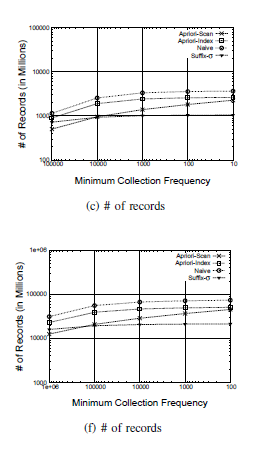 # of Records (in Millions)
100000
10000
1000
100
Apriori-Scan
Apriori-Index
Naive
Suffix-σ
100000 10000 1000 100 10
Minimum Collection Frequency
(c) # of records
# of Records (in Millions)
1e+06
100000
10000
1000
Apriori-Scan
Apriori-Index
Naive
Suffix-σ
1e+06 100000 10000 1000 100
Minimum Collection Frequency
(f) # of records